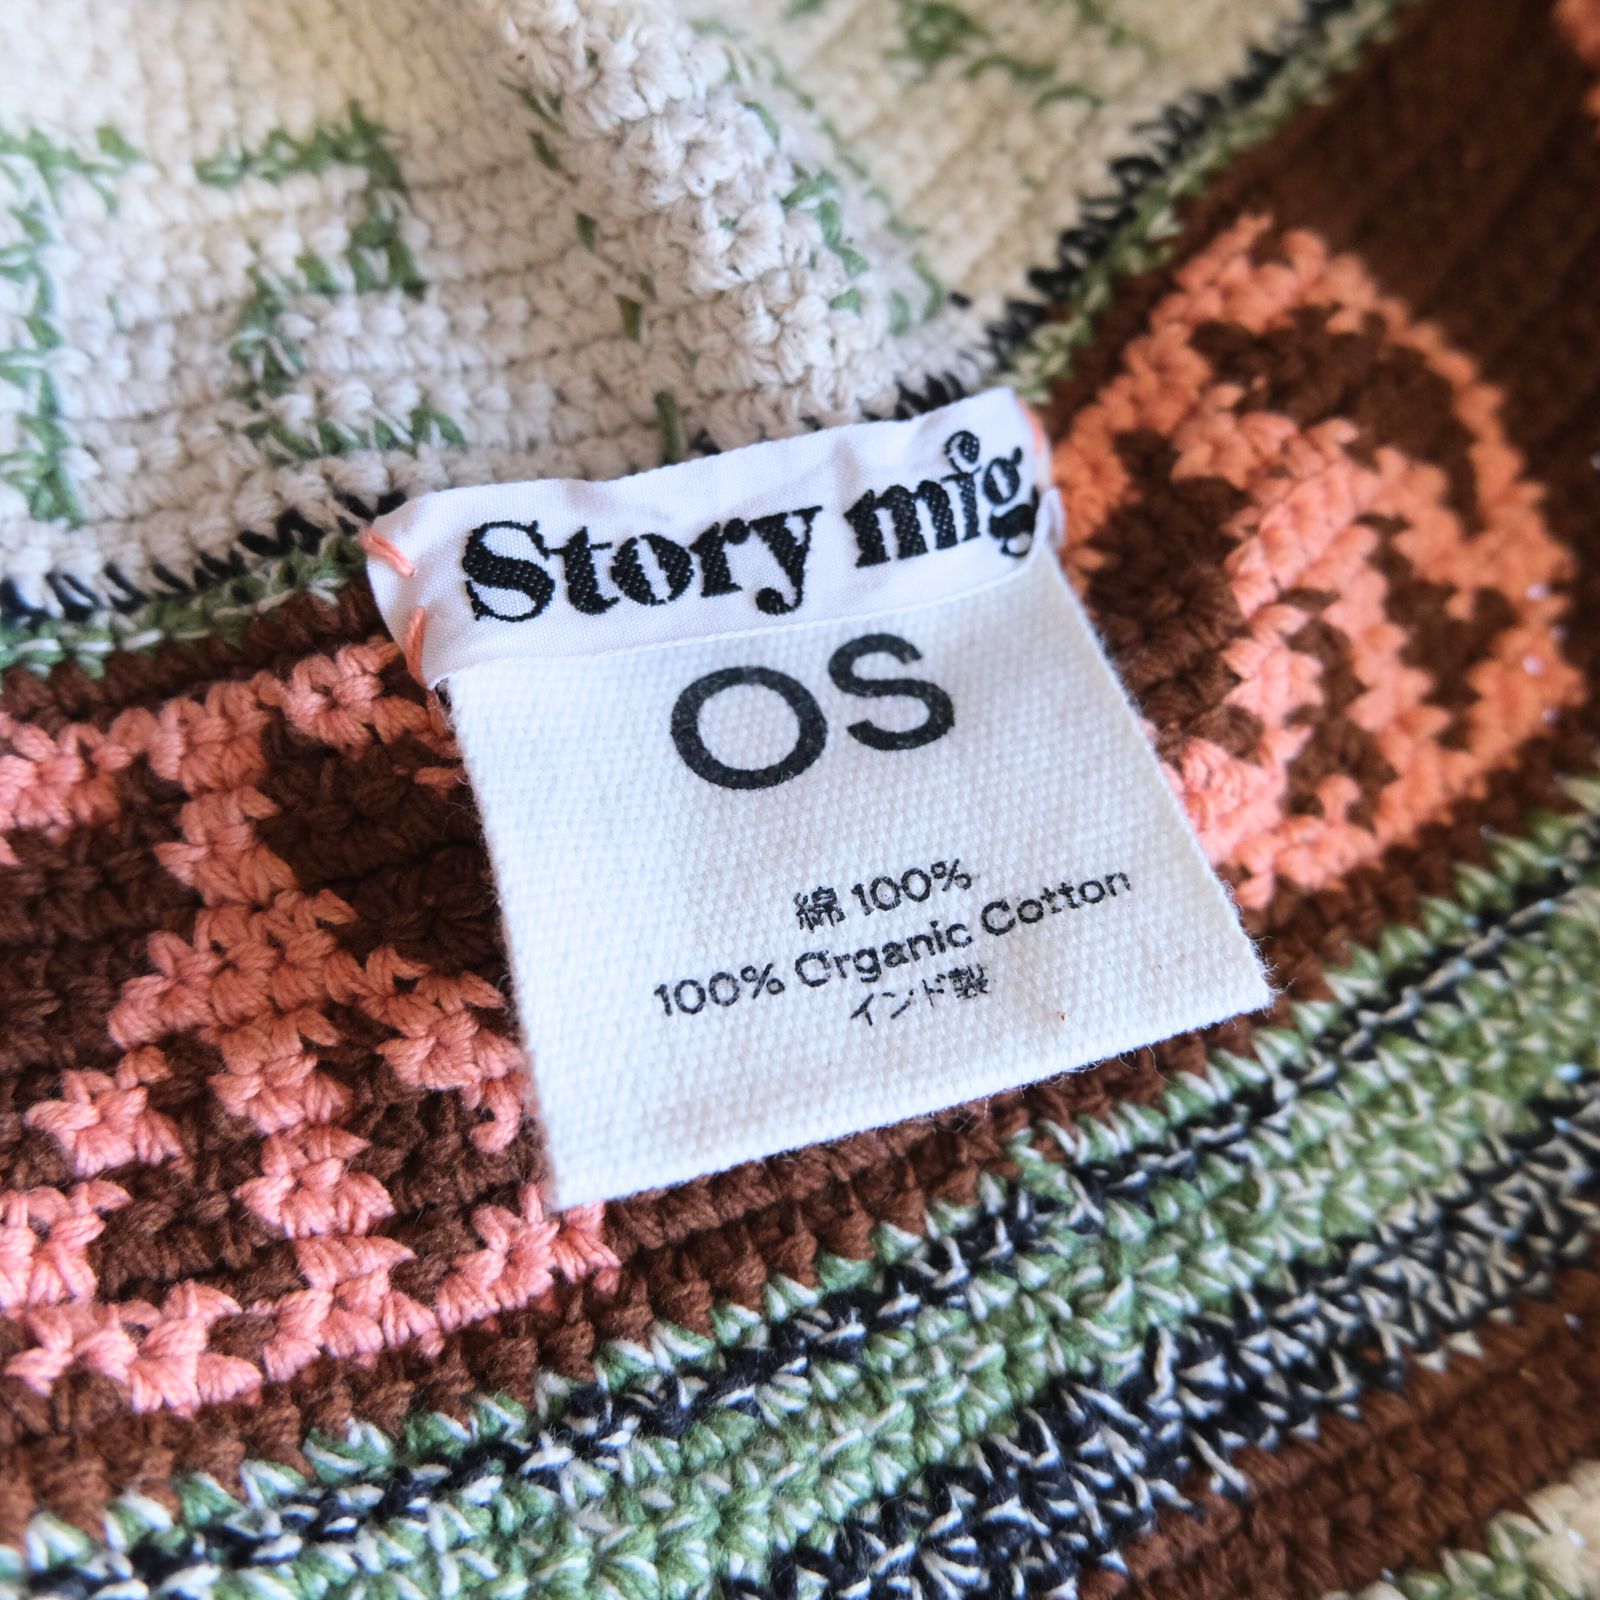 Story mfg.
OS
綿 100%
100% Organic Cotton
インド製